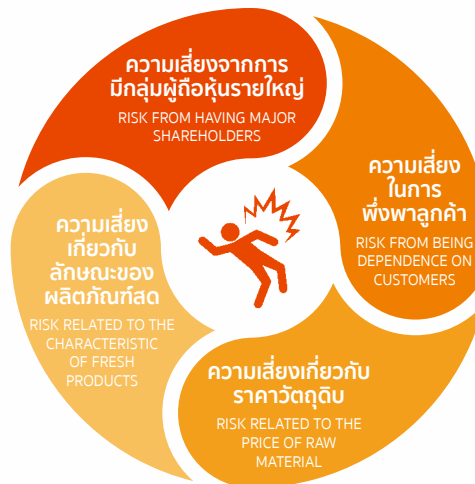 ความเสี่ยงจากการ
มีกลุ่มผู้ถือหุ้นรายใหญ่
RISK FROM HAVING MAJOR
SHAREHOLDERS
ความเสี่ยง
ในการ
พึ่งพาลูกค้า
RISK FROM BEING
DEPENDENCE ON
CUSTOMERS
ความเสี่ยงเกี่ยวกับ
ราคาวัตถุดิบ
RISK RELATED TO THE
PRICE OF RAW
MATERIAL
ความเสี่ยง
เกี่ยวกับ
ลักษณะของ
ผลิตภัณฑ์สด
RISK RELATED TO THE
CHARACTERISTIC
OF FRESH
PRODUCTS